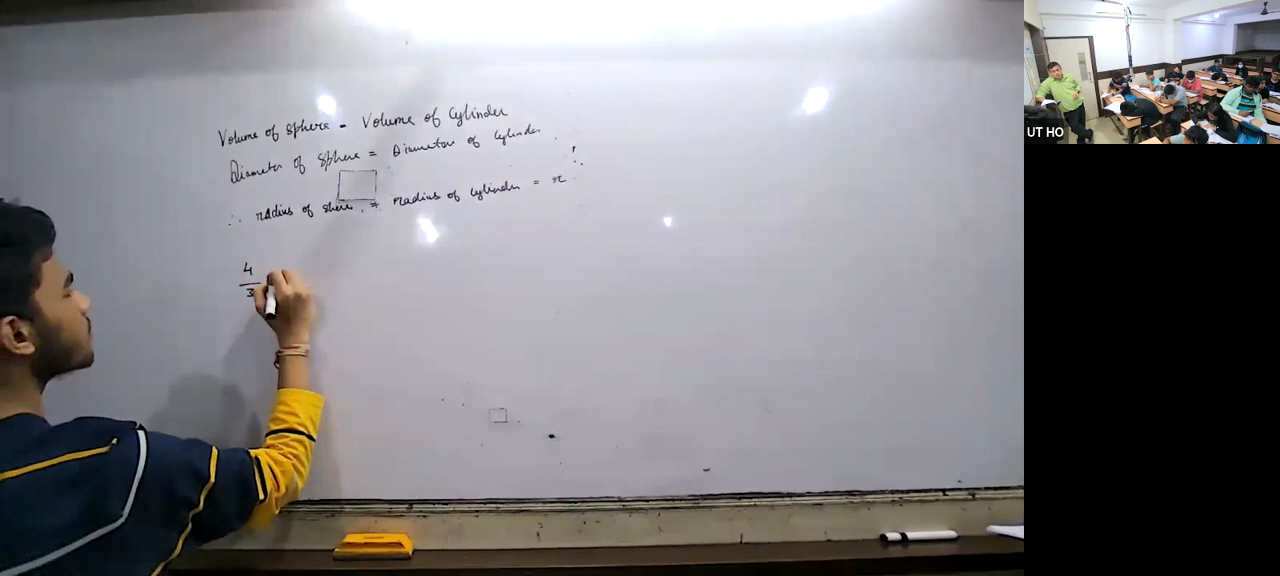 Volume of Sphere = Volume of Cylinder
Diameter of Sphere = Diameter of Cylinder
∴ radius of shere = radius of cylinder = r
4
3
UT HO